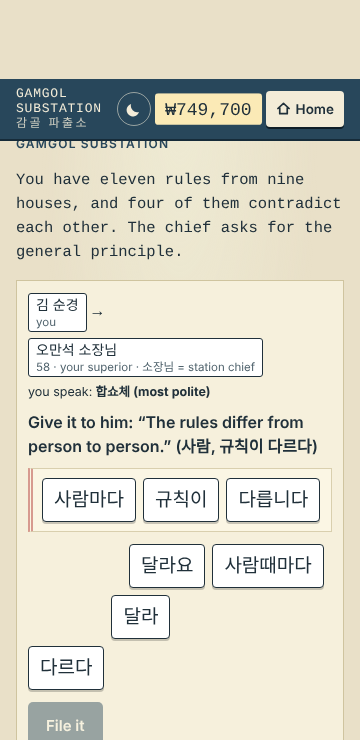 GAMGOL
SUBSTATION
감골 파출소
₩749,700
Home
GAMGOL SUBSTATION
You have eleven rules from nine
houses, and four of them contradict
each other. The chief asks for the
general principle.
김 순경
you
→
오만석 소장님
58 · your superior · 소장님 = station chief
you speak: 합쇼체 (most polite)
Give it to him: “The rules differ from
person to person.” (사람, 규칙이 다르다)
사람마다 규칙이 다릅니다
달라요 사람때마다
달라
다르다
File it